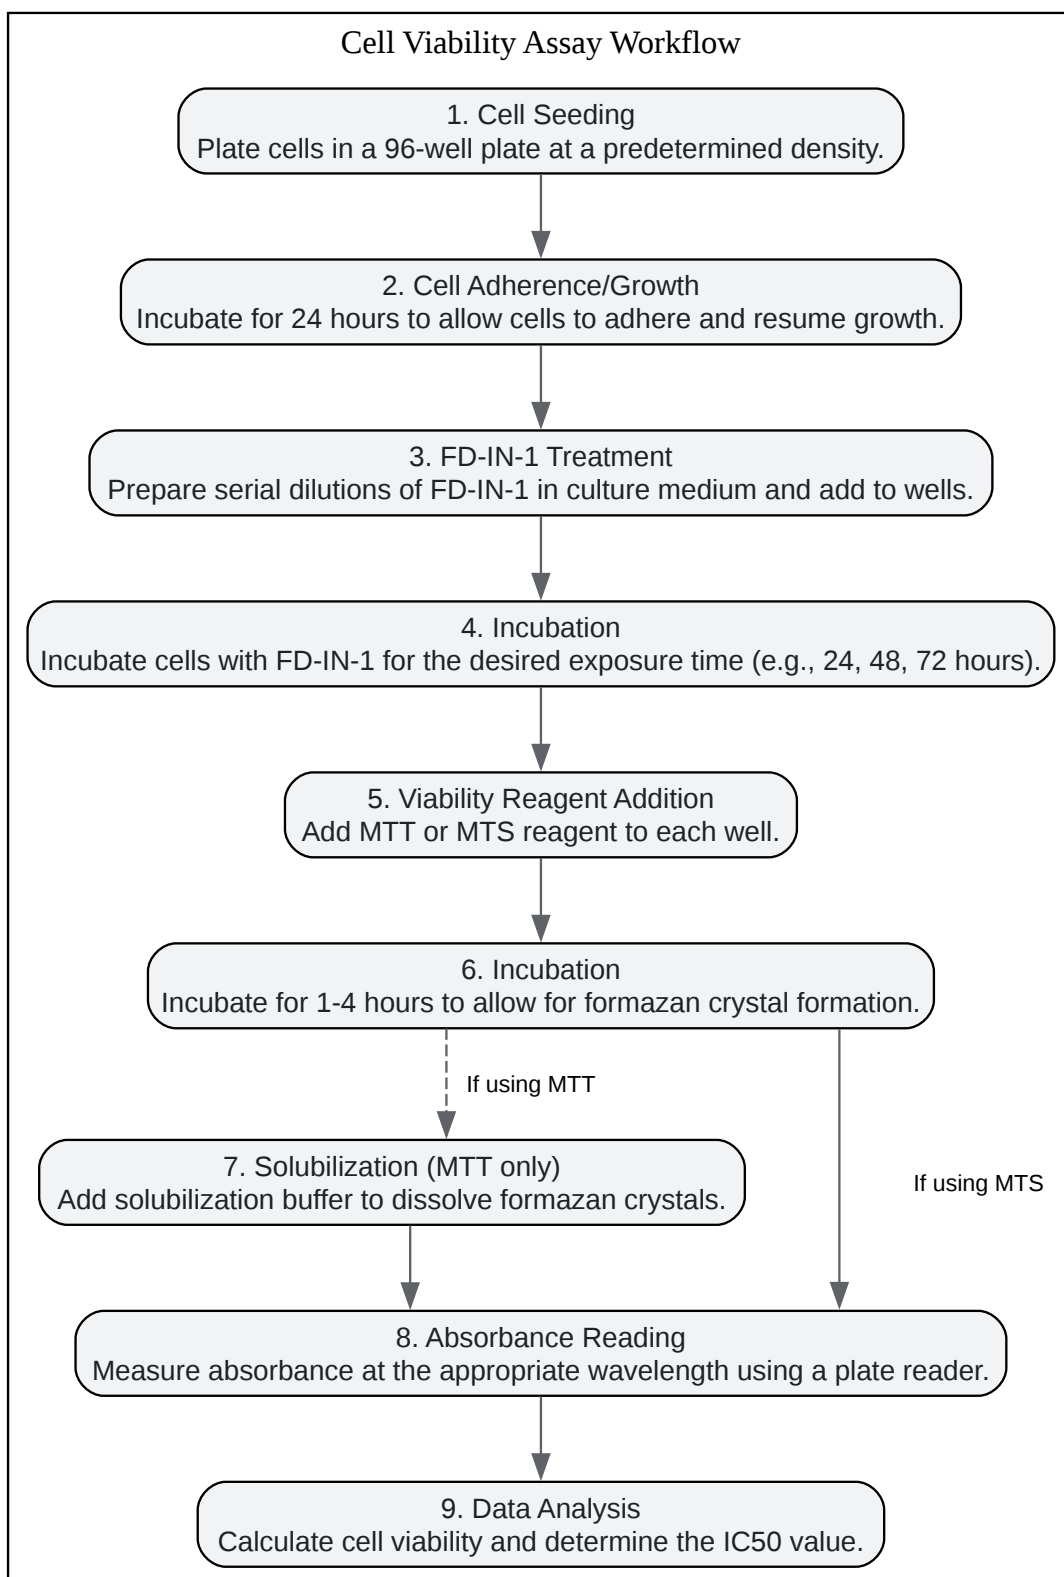 Cell Viability Assay Workflow
1. Cell Seeding
Plate cells in a 96-well plate at a predetermined density.
2. Cell Adherence/Growth
Incubate for 24 hours to allow cells to adhere and resume growth.
3. FD-IN-1 Treatment
Prepare serial dilutions of FD-IN-1 in culture medium and add to wells.
4. Incubation
Incubate cells with FD-IN-1 for the desired exposure time (e.g., 24, 48, 72 hours).
5. Viability Reagent Addition
Add MTT or MTS reagent to each well.
6. Incubation
Incubate for 1-4 hours to allow for formazan crystal formation.
If using MTT
7. Solubilization (MTT only)
Add solubilization buffer to dissolve formazan crystals.
If using MTS
8. Absorbance Reading
Measure absorbance at the appropriate wavelength using a plate reader.
9. Data Analysis
Calculate cell viability and determine the IC50 value.